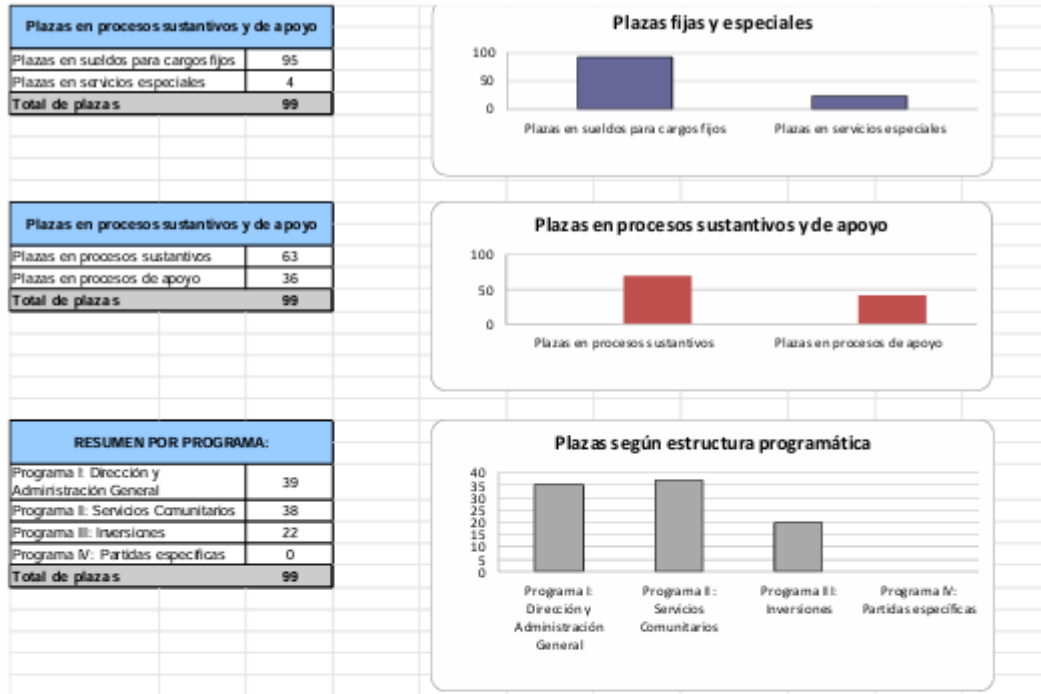 Plazas en procesos sustantivos y de apoyo
Plazas en sueldos para cargos fijos 95
Plazas en servicios especiales 4
Total de plazas 99
Plazas fijas y especiales
100
50
0
Plazas en sueldos para cargos fijos Plazas en servicios especiales
Plazas en procesos sustantivos y de apoyo
Plazas en procesos sustantivos 63
Plazas en procesos de apoyo 36
Total de plazas 99
Plazas en procesos sustantivos y de apoyo
100
50
0
Plazas en procesos sustantivos Plazas en procesos de apoyo
RESUMEN POR PROGRAMA:
Programa I: Dirección y
Administración General 39
Programa II: Servicios Comunitarios 38
Programa III: Inversiones 22
Programa IV: Partidas específicas 0
Total de plazas 99
Plazas según estructura programática
40
35
30
25
20
15
10
5
0
Programa I: Programa II: Programa III: Programa IV:
Dirección y Servicios Inversiones Partidas específicas
Administración Comunitarios
General